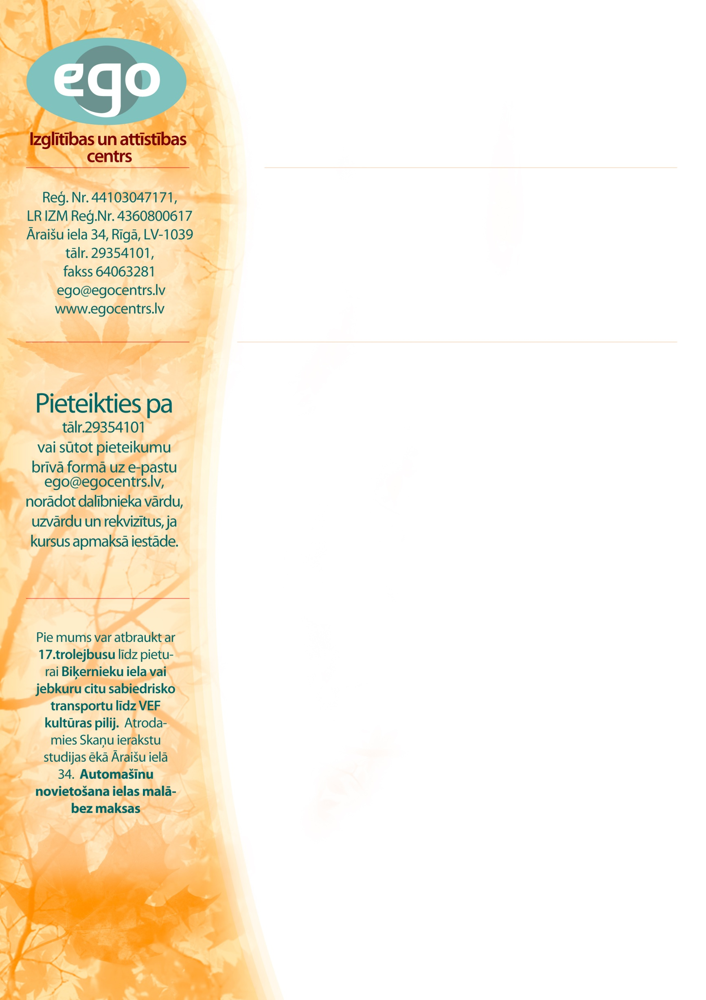 ego
Izglītības un attīstības
centrs
Reģ. Nr. 44103047171,
LR IZM Reģ.Nr. 4360800617
Āraišu iela 34, Rīgā, LV-1039
tālr. 29354101,
fakss 64063281
ego@egocentrs.lv
www.egocentrs.lv
Pieteikties pa
tālr.29354101
vai sūtot pieteikumu
brīvā formā uz e-pastu
ego@egocentrs.lv,
norādot dalībnieka vārdu,
uzvārdu un rekvizītus, ja
kursus apmaksā iestāde.
Pie mums var atbraukt ar
17.trolejbusu līdz pietu-
rai Biķernieku iela vai
jebkuru citu sabiedrisko
transportu līdz VEF
kultūras pilij. Atroda-
mies Skaņu ierakstu
studijas ēkā Āraišu ielā
34. Automašīnu
novietošana ielas malā-
bez maksas